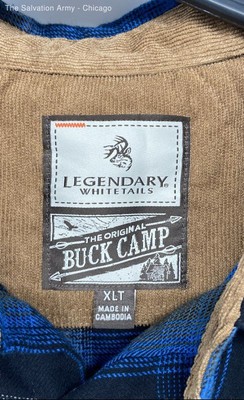 The Salvation Army - Chicago
LEGENDARY®
WHITETAILS
THE ORIGINAL
BUCK CAMP
XLT
MADE IN
CAMBODIA